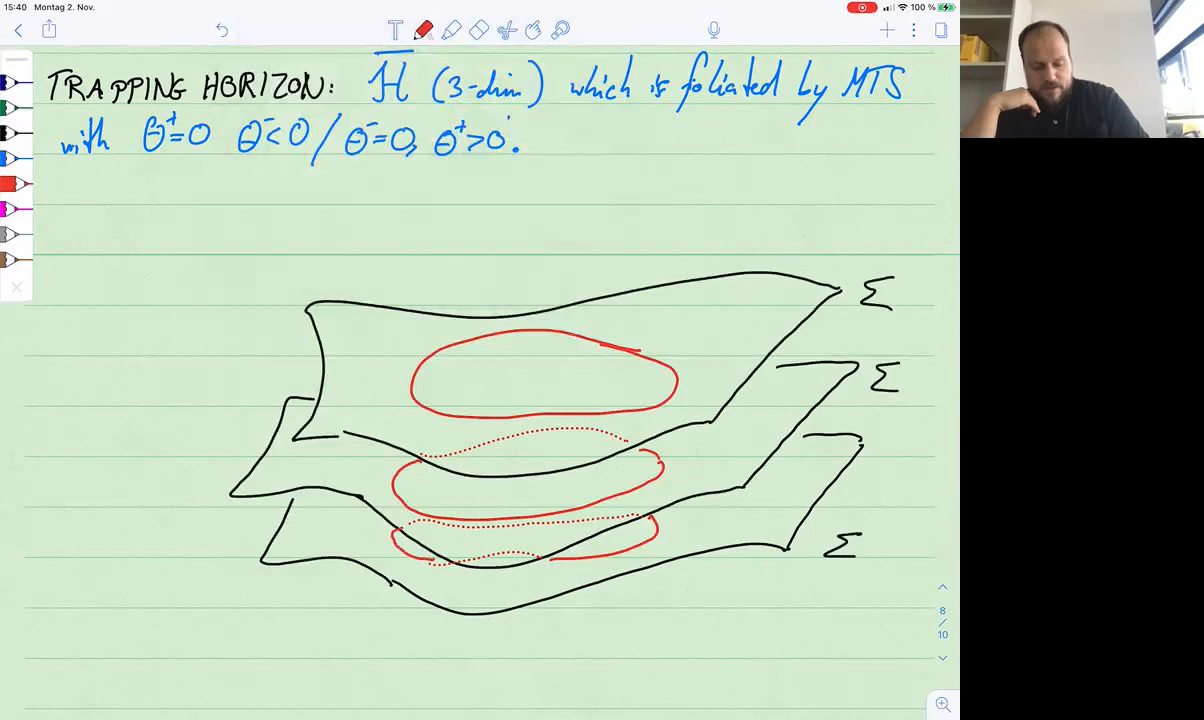 15:40 Montag 2. Nov.
100 %
TRAPPING HORIZON: H̅ (3-dim) which is foliated by MTS
with Θ⁺=0 Θ⁻<0 / Θ⁻=0, Θ⁺>0.
Σ
Σ
Σ
8
/
10